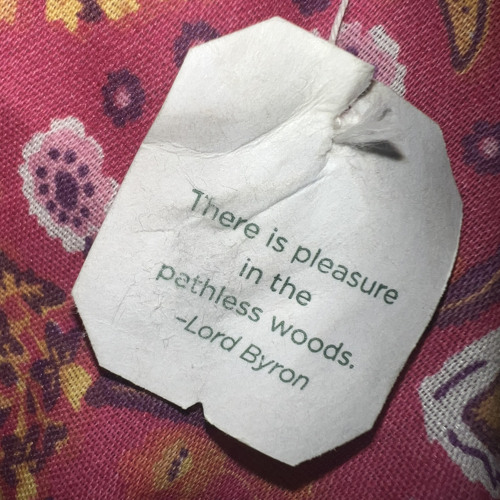 There is pleasure
in the
pathless woods.
–Lord Byron